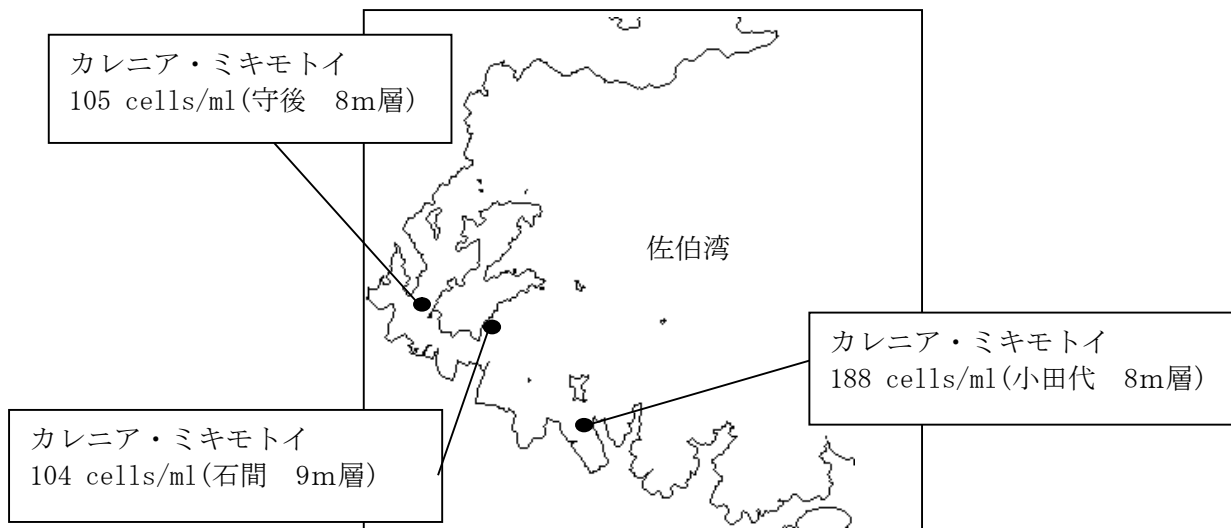 カレニア・ミキモトイ
105 cells/ml(守後　8m層)
佐伯湾
カレニア・ミキモトイ
188 cells/ml(小田代　8m層)
カレニア・ミキモトイ
104 cells/ml(石間　9m層)